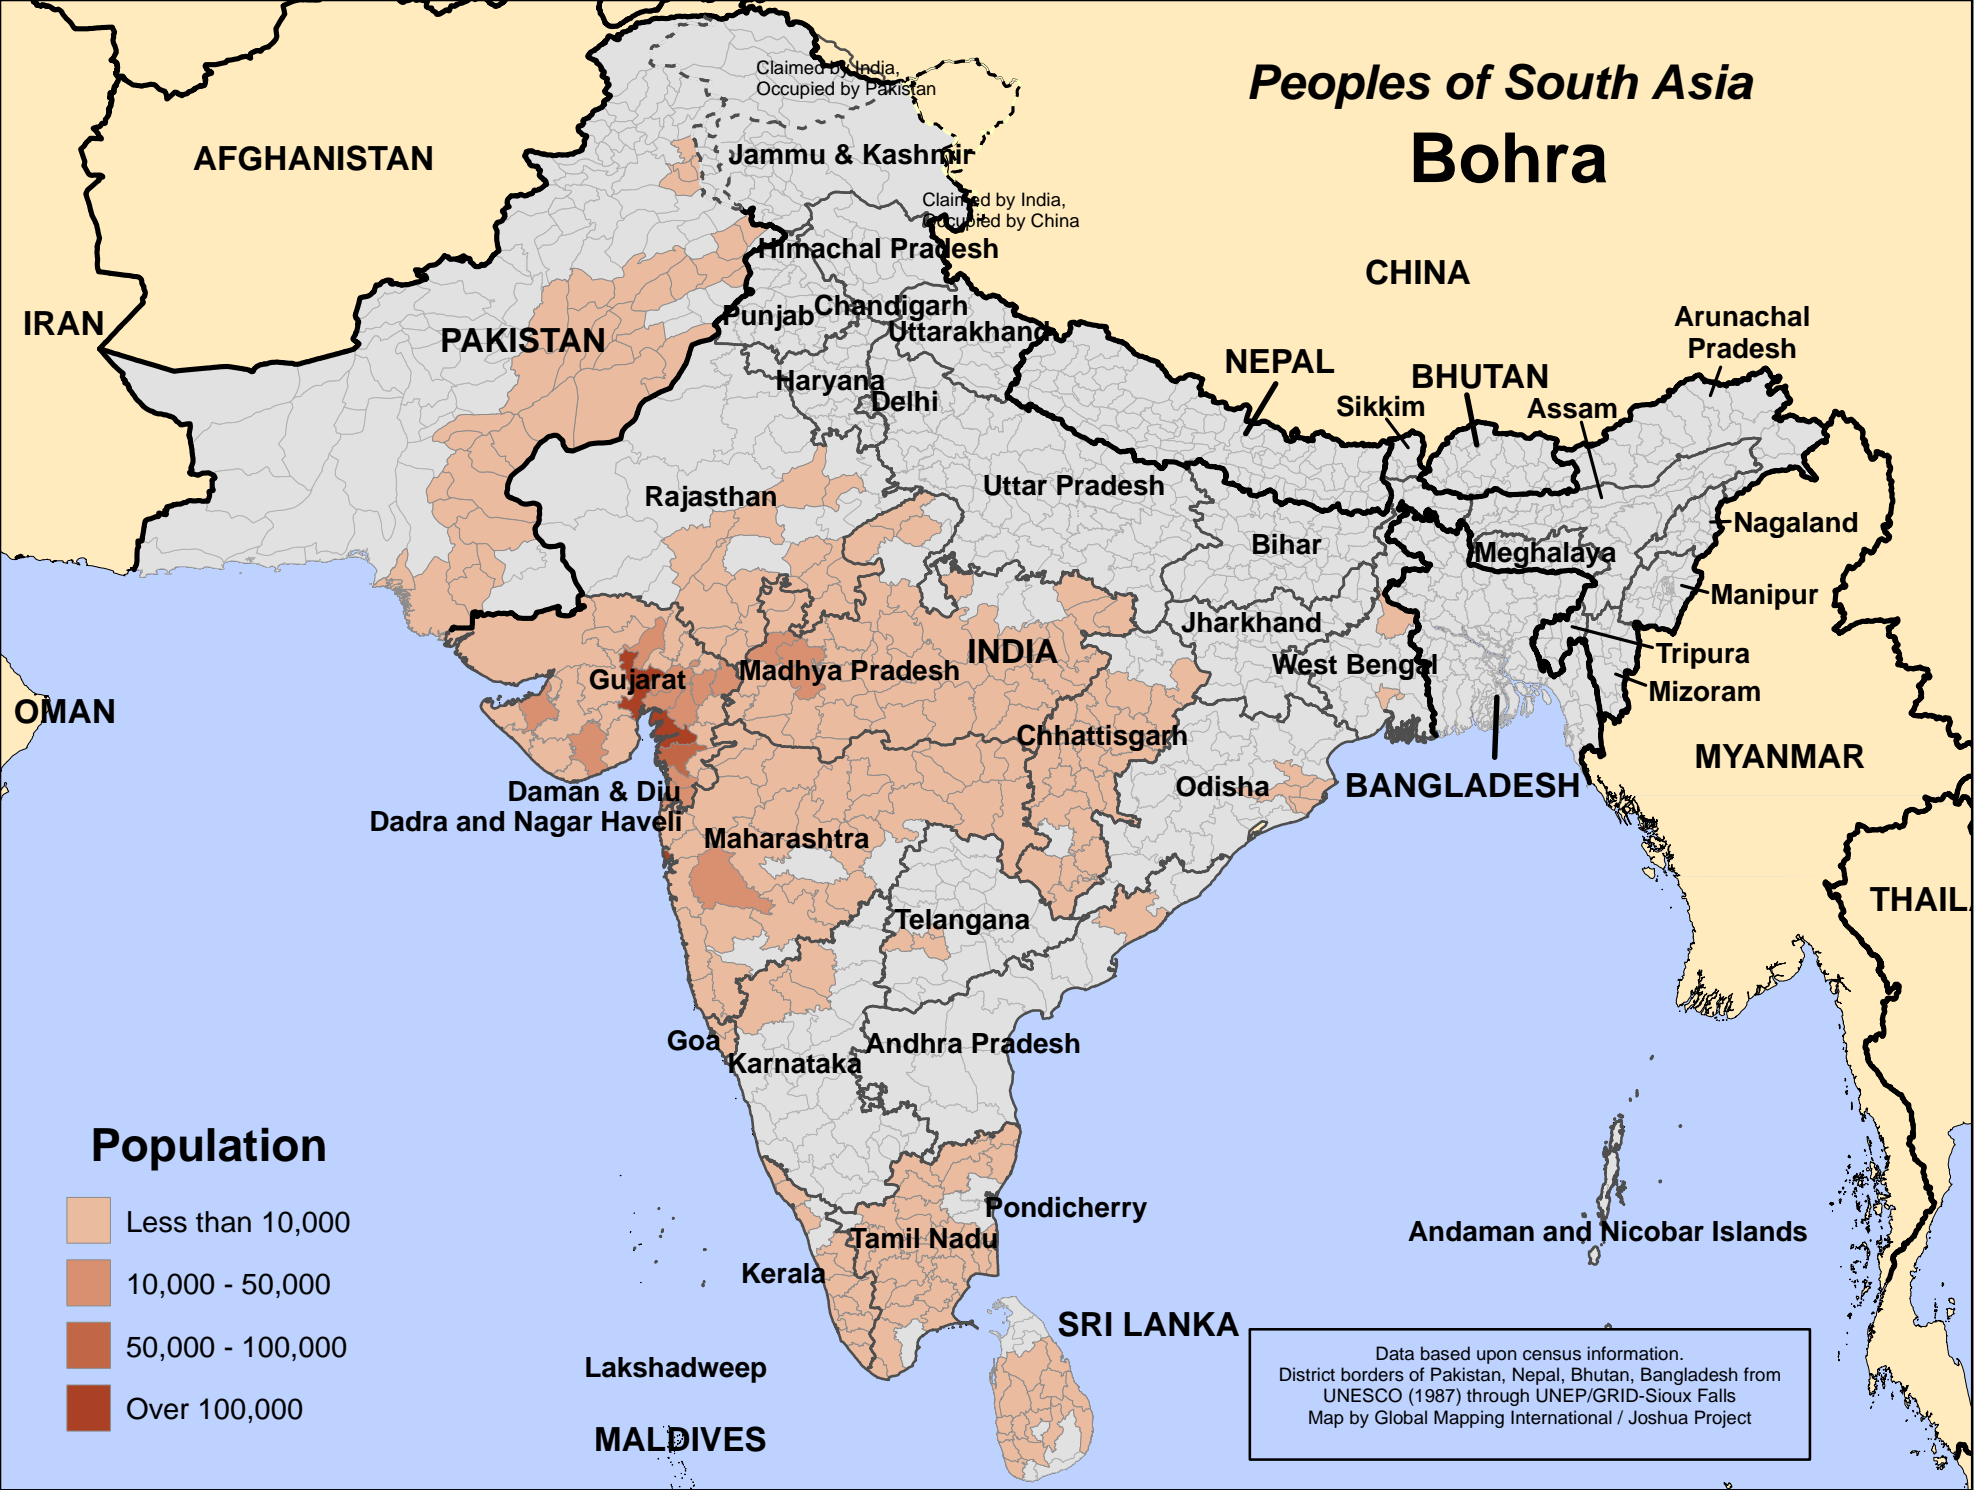 Peoples of South Asia
Bohra
Claimed by India,
Occupied by Pakistan
AFGHANISTAN
Jammu & Kashmir
Claimed by India,
Occupied by China
Himachal Pradesh
CHINA
IRAN
PAKISTAN
Punjab
Chandigarh
Uttarakhand
Arunachal
Pradesh
NEPAL
BHUTAN
Haryana
Delhi
Sikkim
Assam
Rajasthan
Uttar Pradesh
Nagaland
Bihar
Meghalaya
Manipur
Jharkhand
INDIA
Tripura
West Bengal
Madhya Pradesh
Gujarat
Mizoram
OMAN
Chhattisgarh
MYANMAR
Odisha
BANGLADESH
Daman & Diu
Dadra and Nagar Haveli
Maharashtra
THAIL
Telangana
Goa
Karnataka
Andhra Pradesh
Pondicherry
Tamil Nadu
Andaman and Nicobar Islands
Kerala
SRI LANKA
Lakshadweep
MALDIVES
Population
Less than 10,000
10,000 - 50,000
50,000 - 100,000
Over 100,000
Data based upon census information.
District borders of Pakistan, Nepal, Bhutan, Bangladesh from
UNESCO (1987) through UNEP/GRID-Sioux Falls
Map by Global Mapping International / Joshua Project